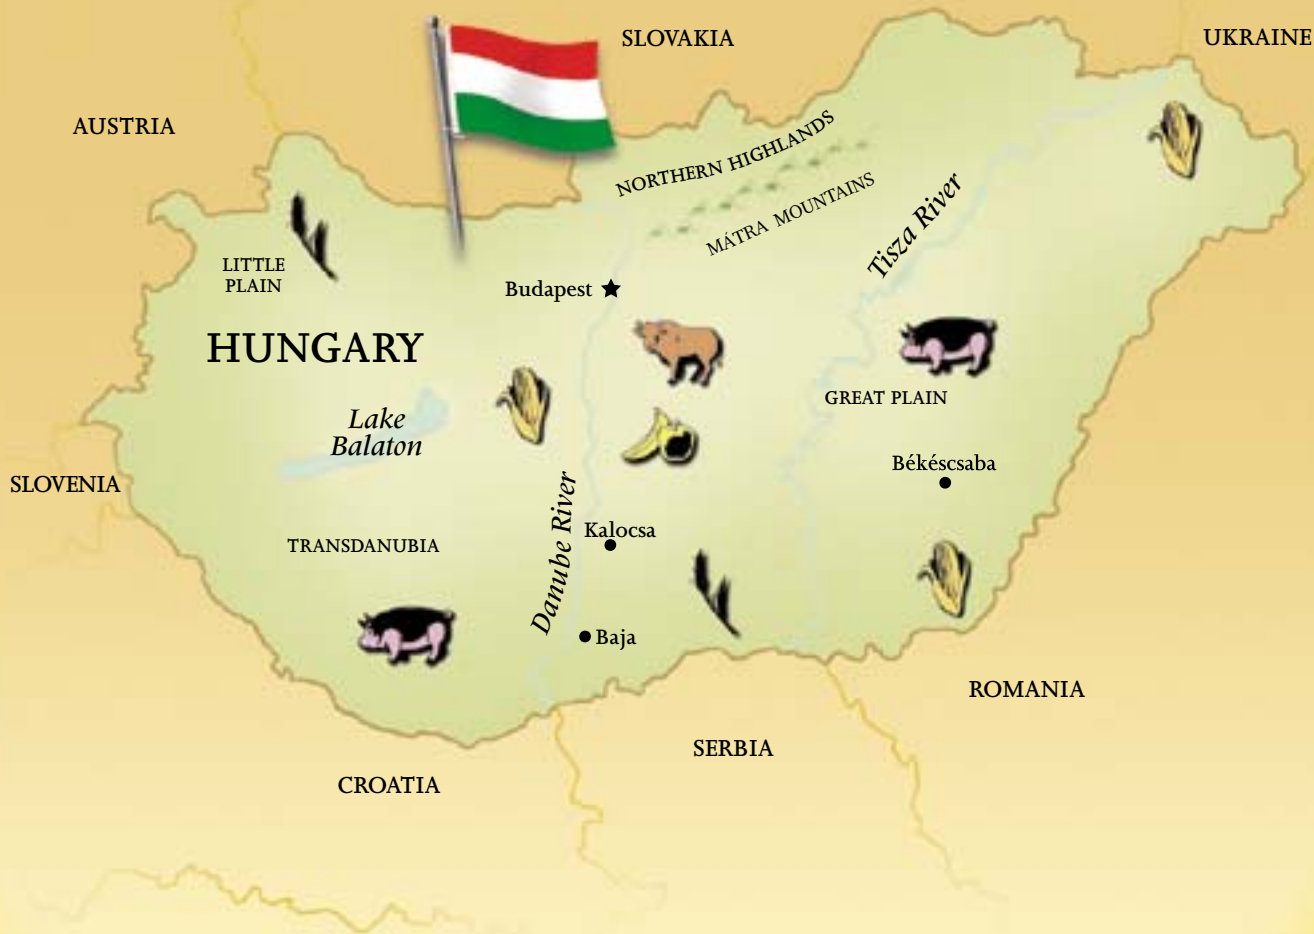 SLOVAKIA
UKRAINE
AUSTRIA
NORTHERN HIGHLANDS
MÁTRA MOUNTAINS
Tisza River
LITTLE
PLAIN
Budapest
HUNGARY
GREAT PLAIN
Lake
Balaton
Békéscsaba
SLOVENIA
Danube River
Kalocsa
TRANSDANUBIA
Baja
ROMANIA
SERBIA
CROATIA